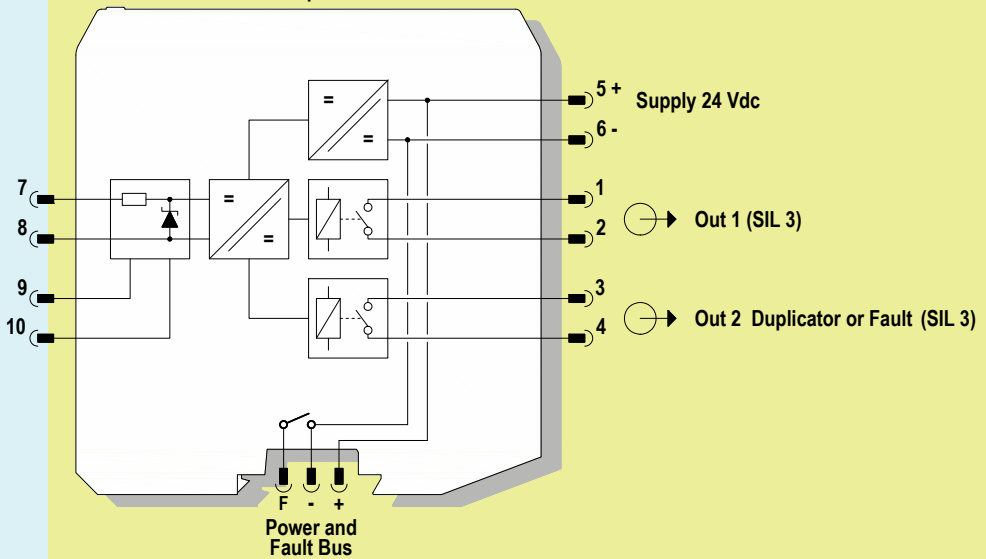 5 +
Supply 24 Vdc
6 -
7
8
9
10
=
=
=
=
1
2
Out 1 (SIL 3)
3
4
Out 2 Duplicator or Fault (SIL 3)
F - +
Power and
Fault Bus